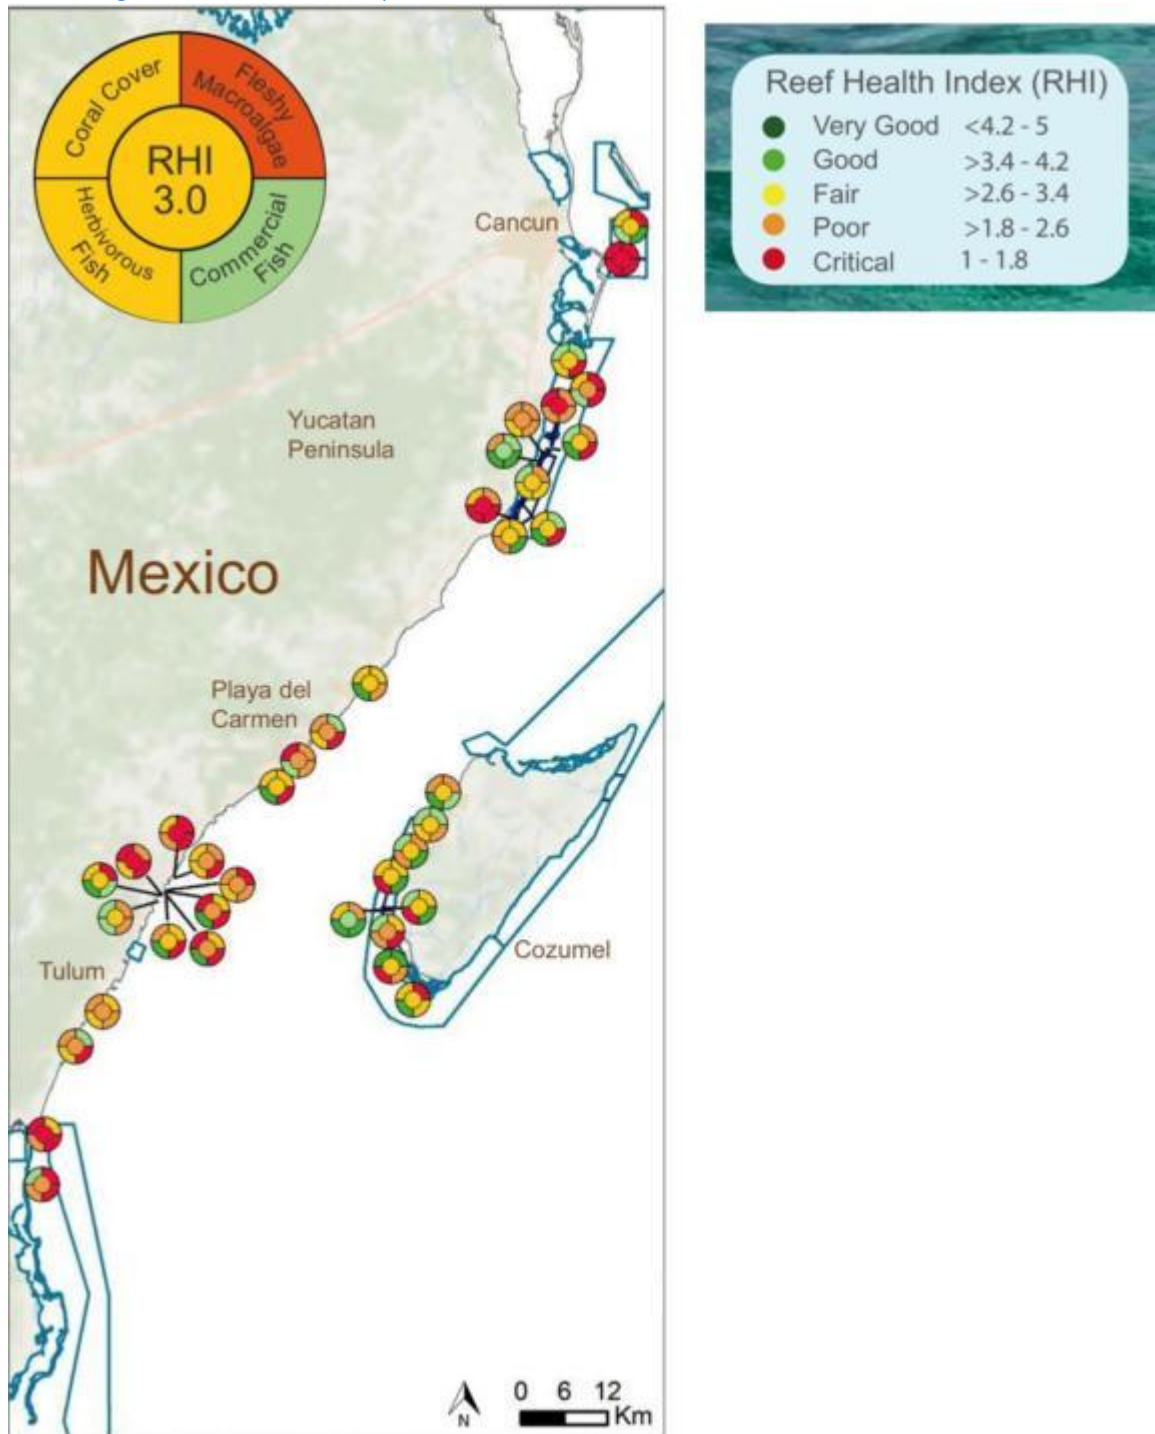 Coral Cover
Fleshy
Macroalgae
RHI
3.0
Herbivorous
Fish
Commercial
Fish
Reef Health Index (RHI)
Very Good <4.2 - 5
Good >3.4 - 4.2
Fair >2.6 - 3.4
Poor >1.8 - 2.6
Critical 1 - 1.8
Cancun
Yucatan
Peninsula
Mexico
Playa del
Carmen
Cozumel
Tulum
N
0 6 12
Km